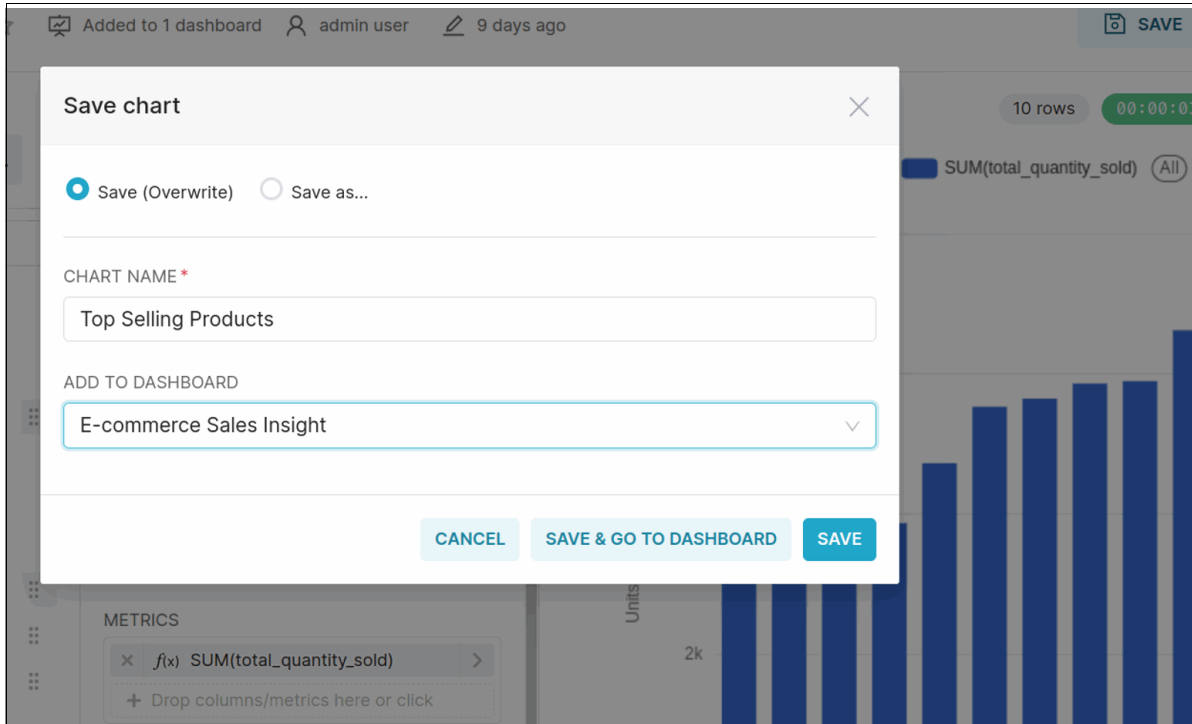 Added to 1 dashboard admin user 9 days ago SAVE
Save chart
10 rows
SUM(total_quantity_sold) All
Save (Overwrite) Save as...
CHART NAME*
Top Selling Products
ADD TO DASHBOARD
E-commerce Sales Insight
CANCEL SAVE & GO TO DASHBOARD SAVE
Units
METRICS
f(x) SUM(total_quantity_sold)
2k
Drop columns/metrics here or click